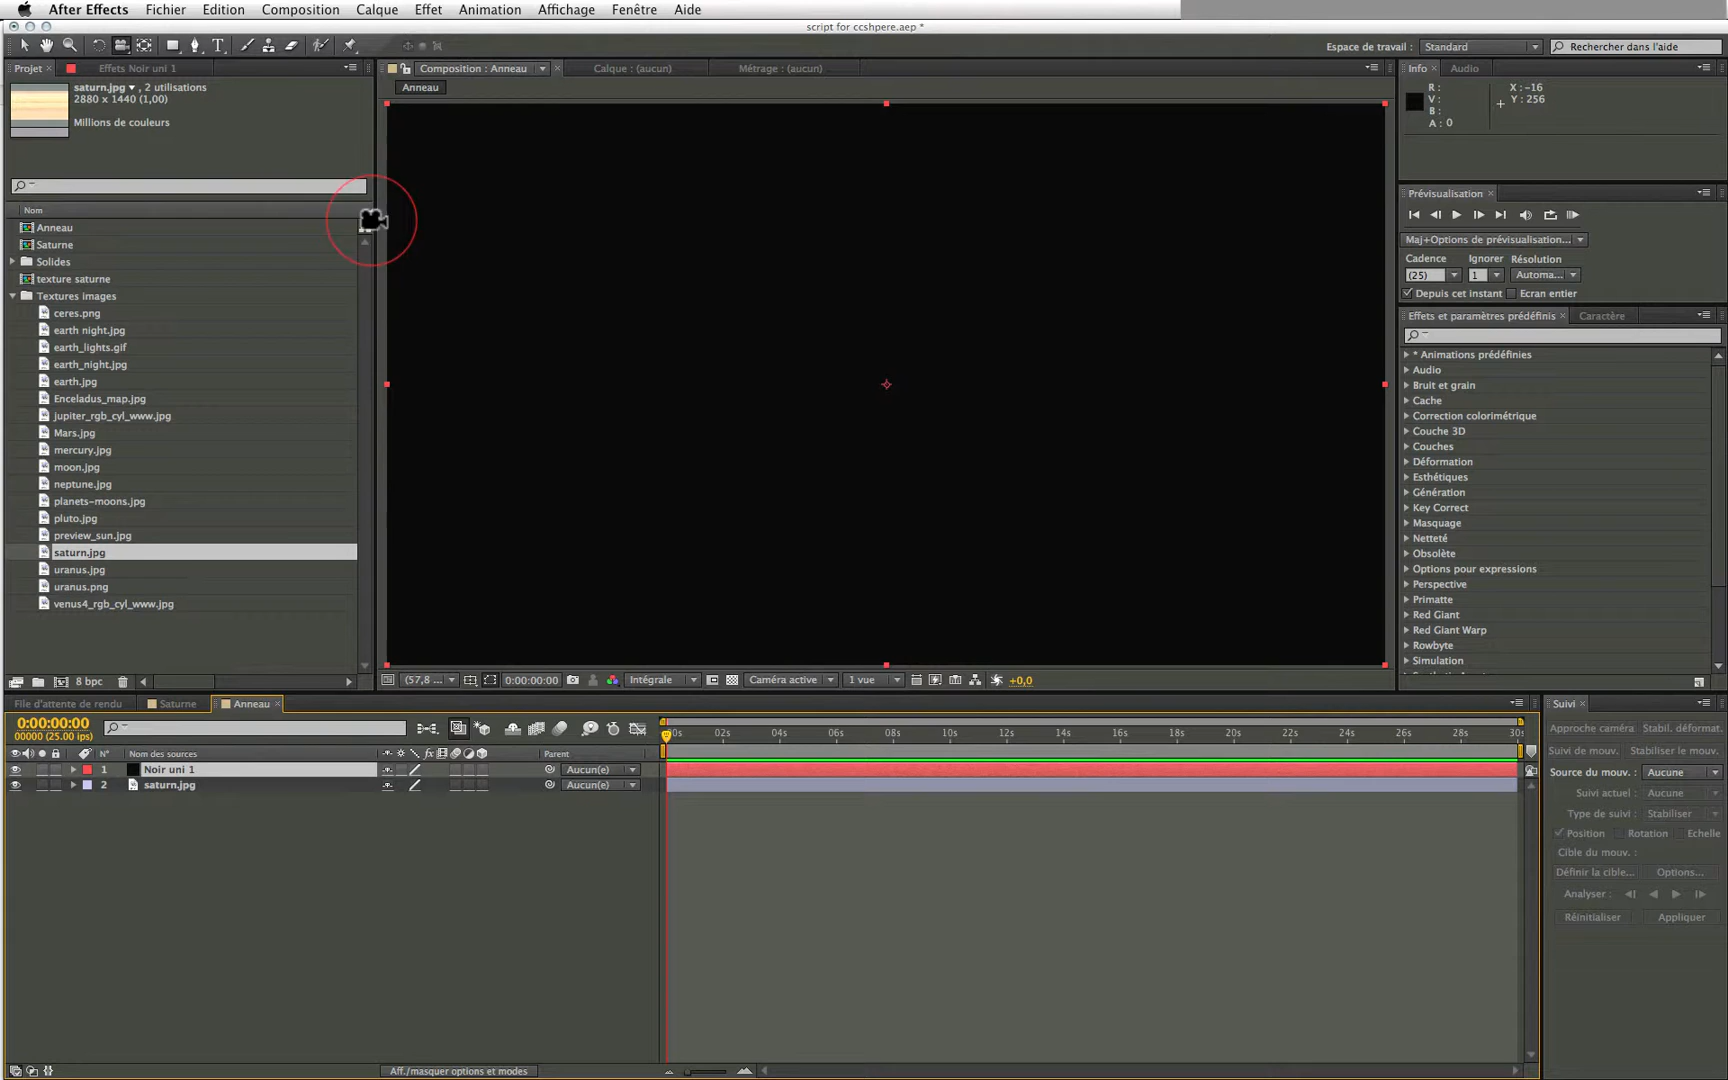 After Effects Fichier Edition Composition Calque Effet Animation Affichage Fenêtre Aide
script for ccshpere.aep *
Espace de travail : Standard Rechercher dans l'aide
Projet Effets Noir uni 1
saturn.jpg , 2 utilisations
2880 x 1440 (1,00)
Millions de couleurs
Nom
Anneau
Saturne
Solides
texture saturne
Textures images
ceres.png
earth night.jpg
earth_lights.gif
earth_night.jpg
earth.jpg
Enceladus_map.jpg
jupiter_rgb_cyl_www.jpg
Mars.jpg
mercury.jpg
moon.jpg
neptune.jpg
planets-moons.jpg
pluto.jpg
preview_sun.jpg
saturn.jpg
uranus.jpg
uranus.png
venus4_rgb_cyl_www.jpg
8 bpc
Composition : Anneau Calque : (aucun) Métrage : (aucun)
Anneau
(57,8 ... 0:00:00:00 Intégrale Caméra active 1 vue +0,0
Info Audio
R : X : -16
V : Y : 256
B :
A : 0
Prévisualisation
Maj+Options de prévisualisation...
Cadence Ignorer Résolution
(25) 1 Automa...
Depuis cet instant Ecran entier
Effets et paramètres prédéfinis Caractère
* Animations prédéfinies
Audio
Bruit et grain
Cache
Correction colorimétrique
Couche 3D
Couches
Déformation
Esthétiques
Génération
Key Correct
Masquage
Netteté
Obsolète
Options pour expressions
Perspective
Primatte
Red Giant
Red Giant Warp
Rowbyte
Simulation
File d'attente de rendu Saturne Anneau
0:00:00:00
00000 (25.00 ips)
N° Nom des sources fx Parent
1 Noir uni 1 Aucun(e)
2 saturn.jpg Aucun(e)
00s 02s 04s 06s 08s 10s 12s 14s 16s 18s 20s 22s 24s 26s 28s 30s
Aff./masquer options et modes
Suivi
Approche caméra Stabil. déformat.
Suivi de mouv. Stabiliser le mouv.
Source du mouv. : Aucune
Suivi actuel : Aucune
Type de suivi : Stabiliser
Position Rotation Echelle
Cible du mouv. :
Définir la cible... Options...
Analyser :
Réinitialiser Appliquer